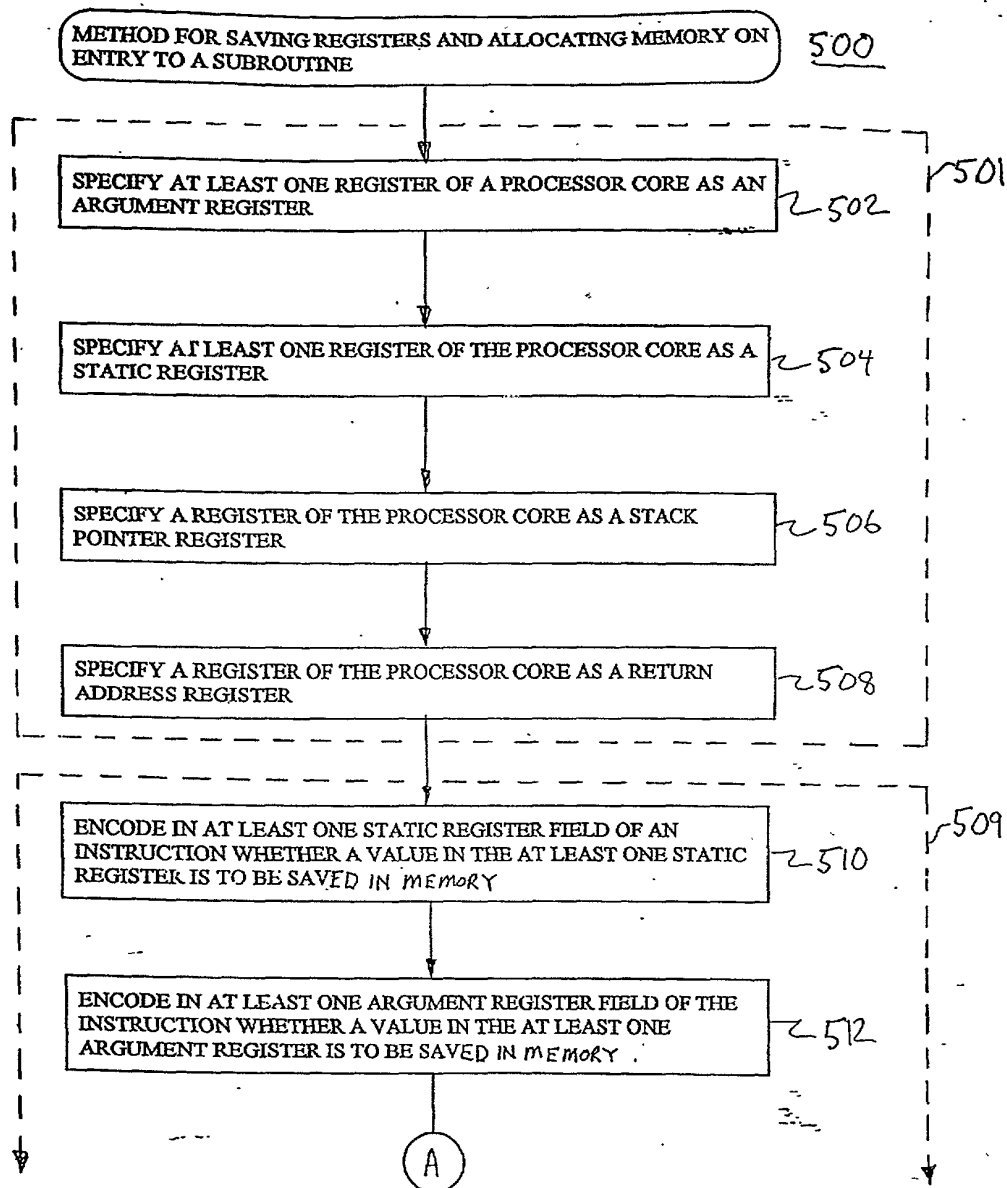 METHOD FOR SAVING REGISTERS AND ALLOCATING MEMORY ON
ENTRY TO A SUBROUTINE
500
501
SPECIFY AT LEAST ONE REGISTER OF A PROCESSOR CORE AS AN
ARGUMENT REGISTER
502
SPECIFY AT LEAST ONE REGISTER OF THE PROCESSOR CORE AS A
STATIC REGISTER
504
SPECIFY A REGISTER OF THE PROCESSOR CORE AS A STACK
POINTER REGISTER
506
SPECIFY A REGISTER OF THE PROCESSOR CORE AS A RETURN
ADDRESS REGISTER
508
509
ENCODE IN AT LEAST ONE STATIC REGISTER FIELD OF AN
INSTRUCTION WHETHER A VALUE IN THE AT LEAST ONE STATIC
REGISTER IS TO BE SAVED IN MEMORY
510
ENCODE IN AT LEAST ONE ARGUMENT REGISTER FIELD OF THE
INSTRUCTION WHETHER A VALUE IN THE AT LEAST ONE
ARGUMENT REGISTER IS TO BE SAVED IN MEMORY .
512
A